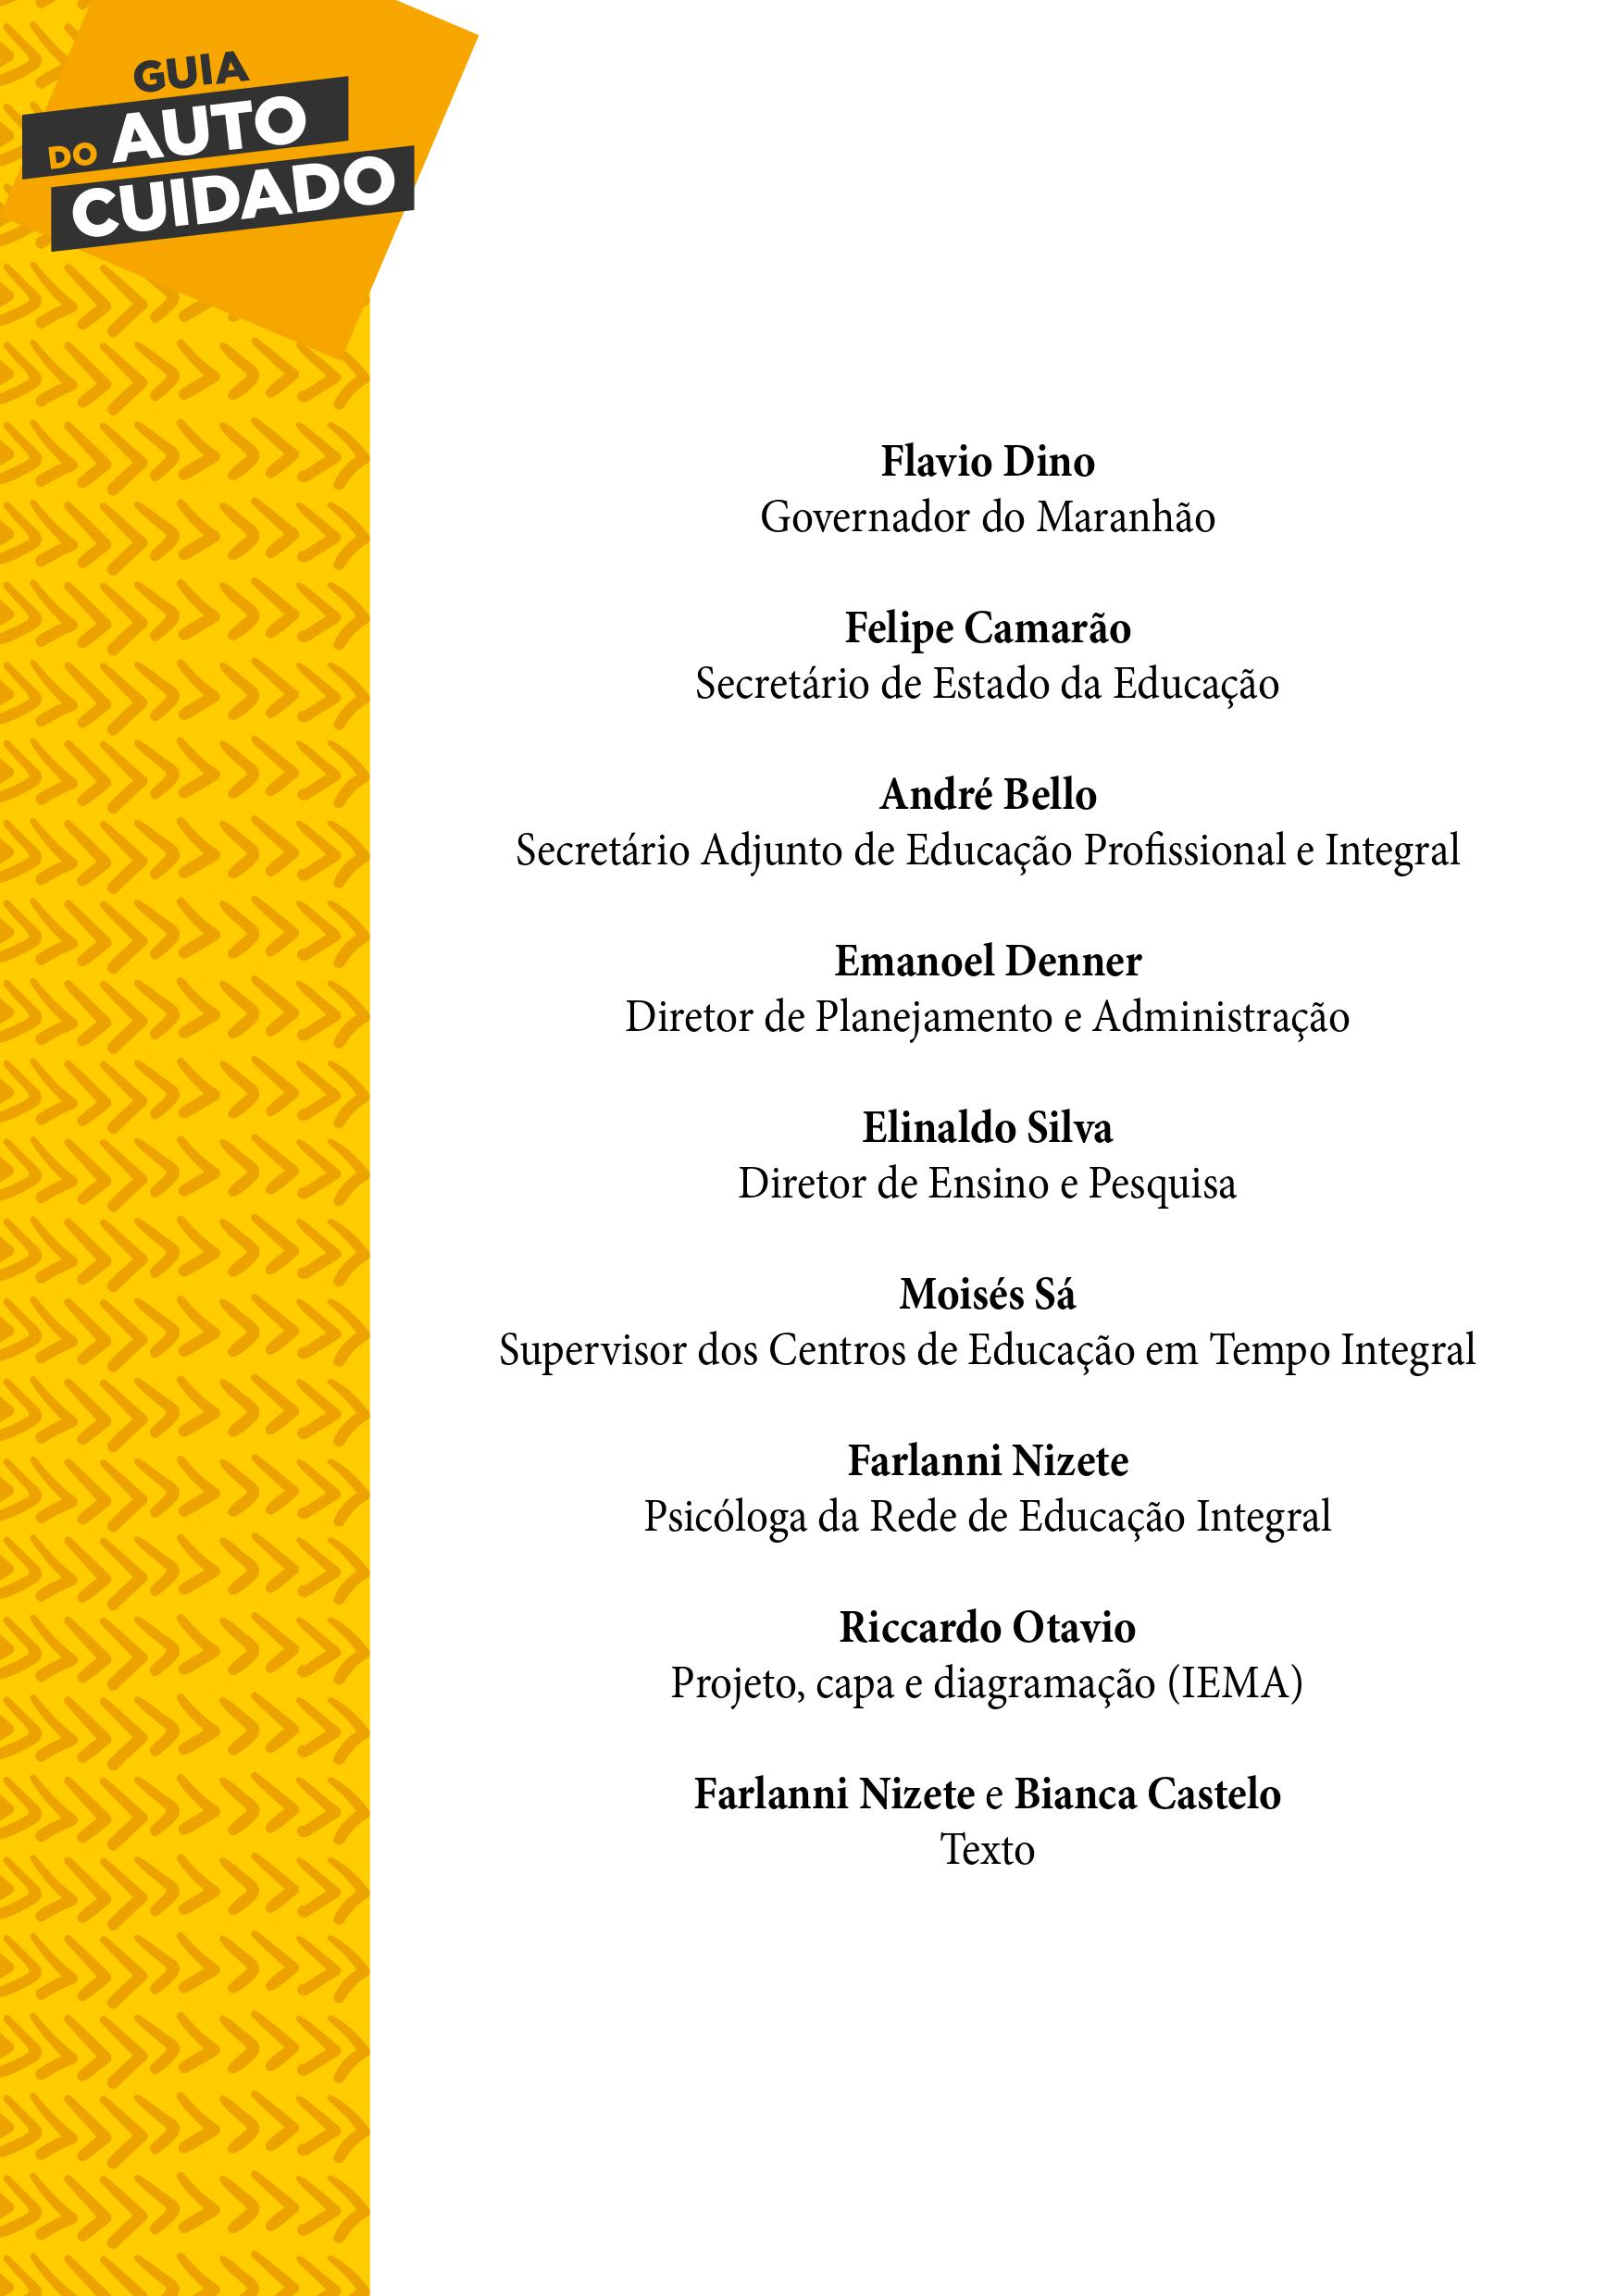 GUIA
DO AUTO
CUIDADO
Flavio Dino
Governador do Maranhão
Felipe Camarão
Secretário de Estado da Educação
André Bello
Secretário Adjunto de Educação Profissional e Integral
Emanoel Denner
Diretor de Planejamento e Administração
Elinaldo Silva
Diretor de Ensino e Pesquisa
Moisés Sá
Supervisor dos Centros de Educação em Tempo Integral
Farlanni Nizete
Psicóloga da Rede de Educação Integral
Riccardo Otavio
Projeto, capa e diagramação (IEMA)
Farlanni Nizete e Bianca Castelo
Texto